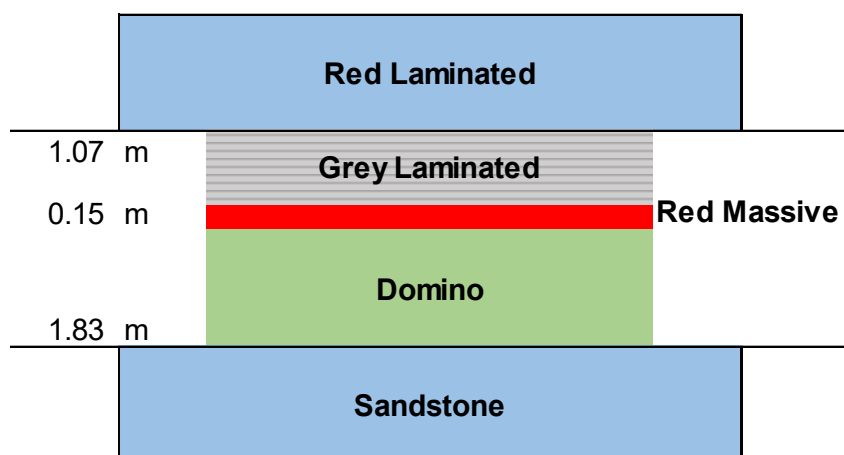 Red Laminated
1.07 m
Grey Laminated
0.15 m
Red Massive
Domino
1.83 m
Sandstone